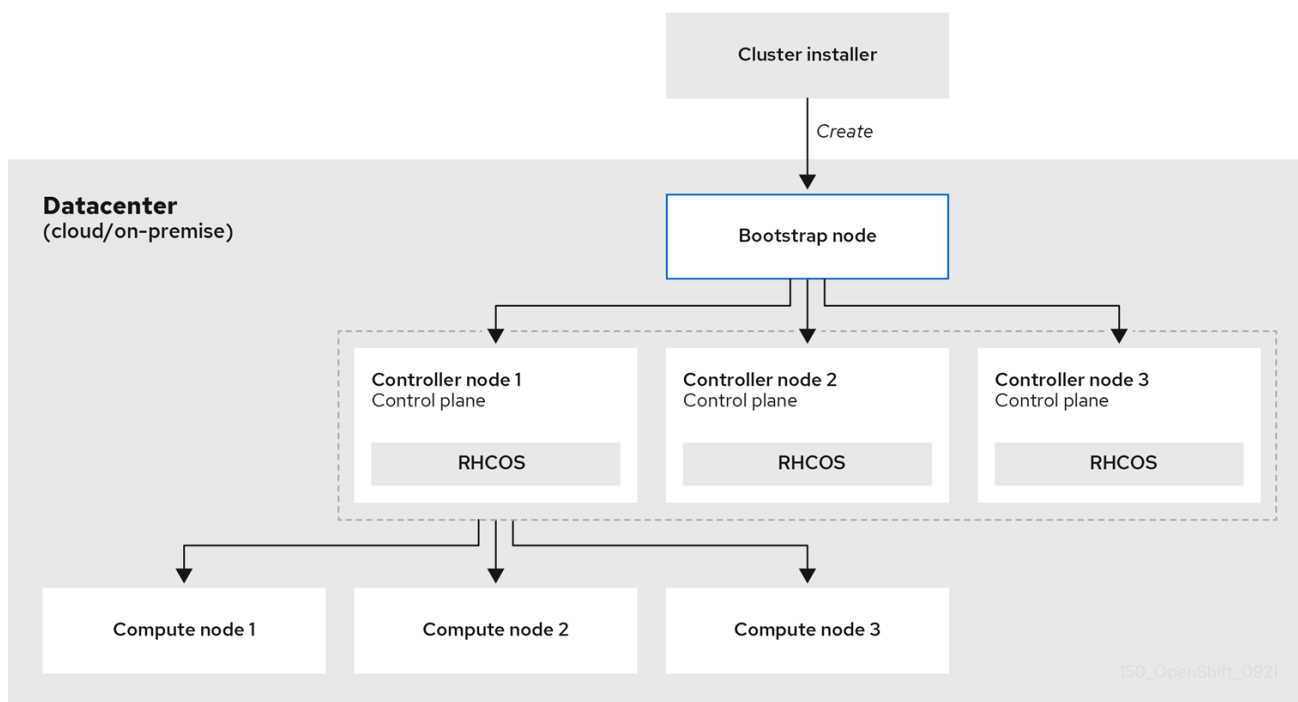 Cluster installer
Create
Datacenter
(cloud/on-premise)
Bootstrap node
Controller node 1
Control plane
RHCOS
Controller node 2
Control plane
RHCOS
Controller node 3
Control plane
RHCOS
Compute node 1
Compute node 2
Compute node 3
150_OpenShift_0921